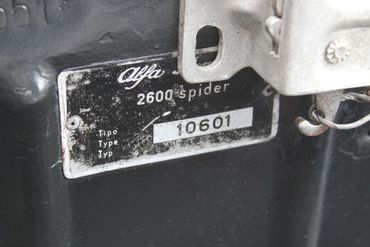 Alfa
2600 spider
Tipo
Type
Typ
10601